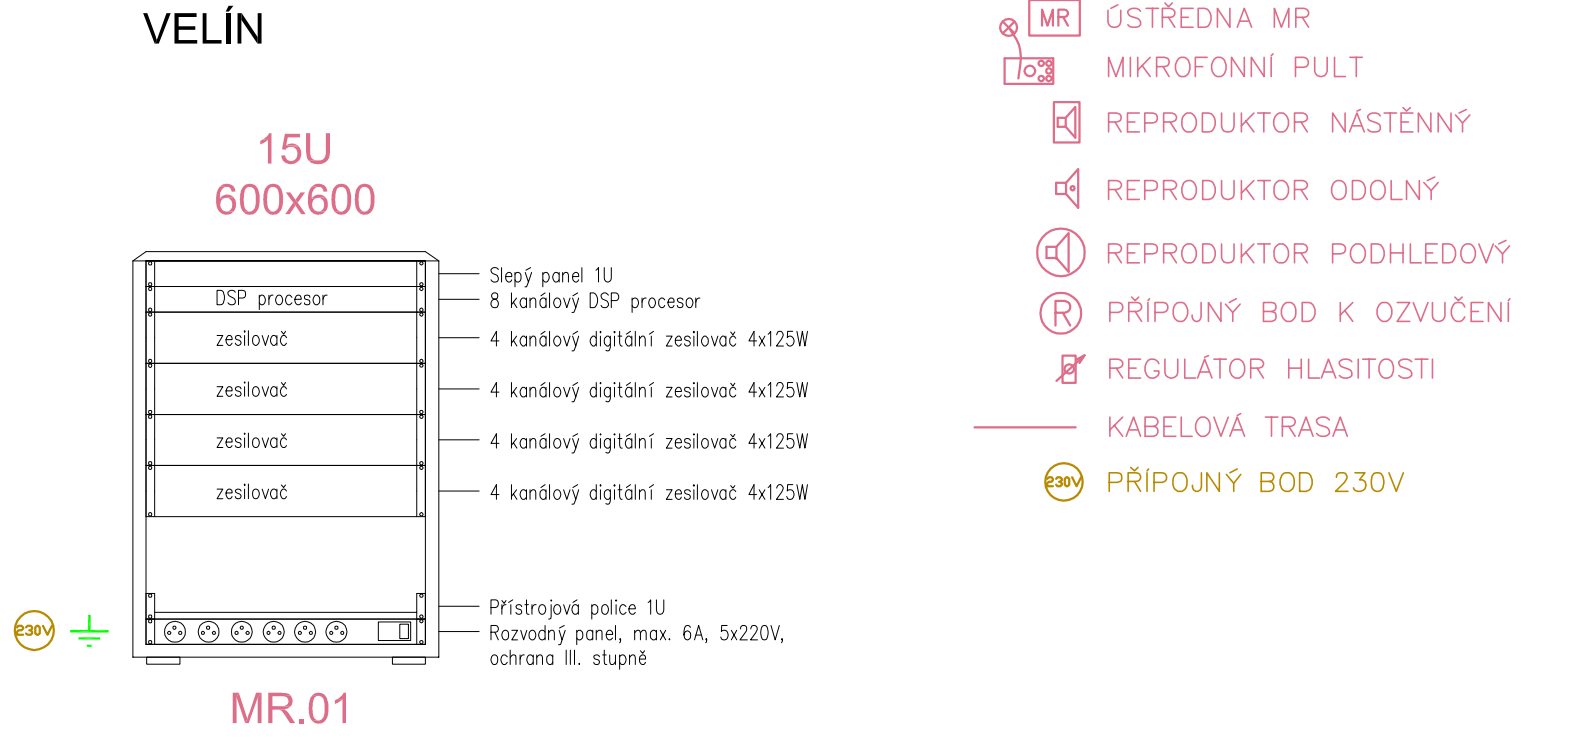 VELÍN
15U
600x600
DSP procesor
zesilovač
zesilovač
zesilovač
zesilovač
Slepý panel 1U
8 kanálový DSP procesor
4 kanálový digitální zesilovač 4x125W
4 kanálový digitální zesilovač 4x125W
4 kanálový digitální zesilovač 4x125W
4 kanálový digitální zesilovač 4x125W
Přístrojová police 1U
Rozvodný panel, max. 6A, 5x220V,
ochrana III. stupně
230V
MR.01
MR ÚSTŘEDNA MR
MIKROFONNÍ PULT
REPRODUKTOR NÁSTĚNNÝ
REPRODUKTOR ODOLNÝ
REPRODUKTOR PODHLEDOVÝ
R PŘÍPOJNÝ BOD K OZVUČENÍ
REGULÁTOR HLASITOSTI
KABELOVÁ TRASA
230V PŘÍPOJNÝ BOD 230V